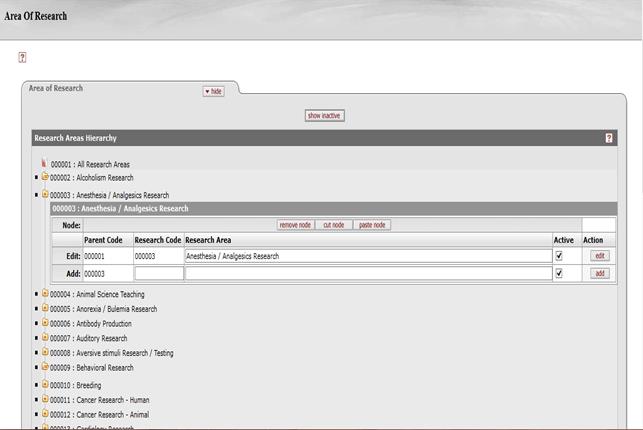 Area Of Research
?
Area of Research
▼ hide
show inactive
Research Areas Hierarchy
?
000001 : All Research Areas
000002 : Alcoholism Research
000003 : Anesthesia / Analgesics Research
000003 : Anesthesia / Analgesics Research
Node: remove node cut node paste node
Parent Code Research Code Research Area Active Action
Edit: 000001 000003 Anesthesia / Analgesics Research edit
Add: 000003 add
000004 : Animal Science Teaching
000005 : Anorexia / Bulemia Research
000006 : Antibody Production
000007 : Auditory Research
000008 : Aversive stimuli Research / Testing
000009 : Behavioral Research
000010 : Breeding
000011 : Cancer Research - Human
000012 : Cancer Research - Animal
000013 : Cardiology Research